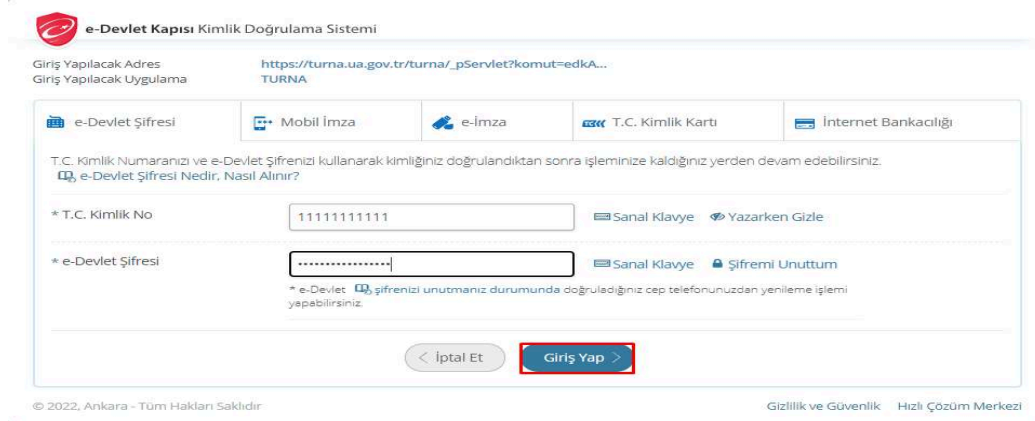 e-Devlet Kapısı Kimlik Doğrulama Sistemi
Giriş Yapılacak Adres https://turna.ua.gov.tr/turna/_pServlet?komut=edkA...
Giriş Yapılacak Uygulama TURNA
e-Devlet Şifresi Mobil İmza e-İmza T.C. Kimlik Kartı İnternet Bankacılığı
T.C. Kimlik Numaranızı ve e-Devlet Şifrenizi kullanarak kimliğiniz doğrulandıktan sonra işleminize kaldığınız yerden devam edebilirsiniz.
e-Devlet Şifresi Nedir, Nasıl Alınır?
* T.C. Kimlik No 11111111111 Sanal Klavye Yazarken Gizle
* e-Devlet Şifresi ················ Sanal Klavye Şifremi Unuttum
* e-Devlet şifrenizi unutmanız durumunda doğruladığınız cep telefonunuzdan yenileme işlemi
yapabilirsiniz.
< İptal Et Giriş Yap >
© 2022, Ankara - Tüm Hakları Saklıdır Gizlilik ve Güvenlik Hızlı Çözüm Merkezi